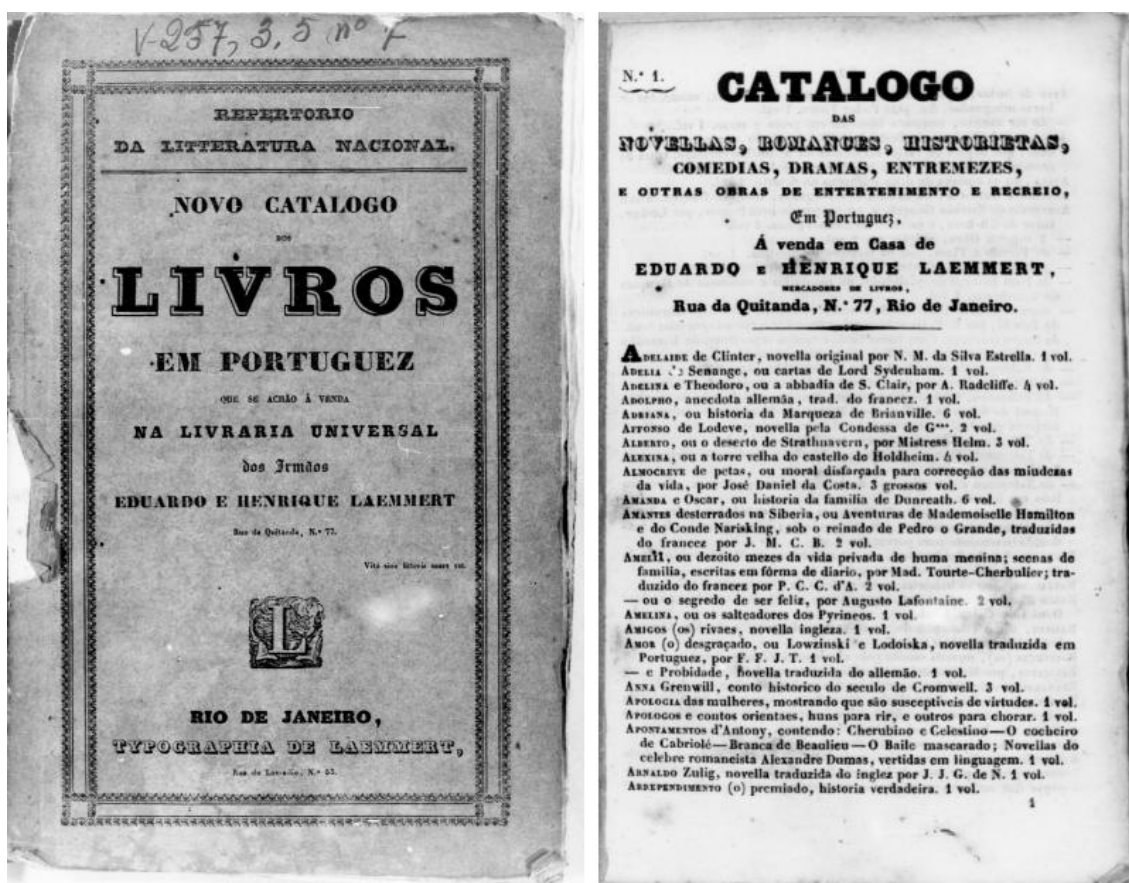 V-257, 3, 5, nº
REPERTORIO
DA LITTERATURA NACIONAL.
NOVO CATALOGO
DOS
LIVROS
EM PORTUGUEZ
QUE SE ACHÃO Á VENDA
NA LIVRARIA UNIVERSAL
dos Irmãos
EDUARDO E HENRIQUE LAEMMERT
Rua da Quitanda, N.º 77.
Vita sine litteris mors est.
L
RIO DE JANEIRO,
TYPOGRAPHIA DE LAEMMERT,
Rua do Lavradio, N.º 53.
N.º 1.
CATALOGO
DAS
NOVELLAS, ROMANCES, HISTORIETAS,
COMEDIAS, DRAMAS, ENTREMEZES,
E OUTRAS OBRAS DE ENTERTENIMENTO E RECREIO,
Em Portuguez,
Á venda em Casa de
EDUARDO E HENRIQUE LAEMMERT,
MERCADORES DE LIVROS,
Rua da Quitanda, N.º 77, Rio de Janeiro.
ADELAIDE de Clinter, novella original por N. M. da Silva Estrella. 1 vol.
ADELIA Senange, ou cartas de Lord Sydenham. 1 vol.
ADELINA e Theodoro, ou a abbadia de S. Clair, por A. Radcliffe. 4 vol.
ADOLPHO, anecdota allemãa, trad. do francez. 1 vol.
ADRIANA, ou historia da Marqueza de Brianville. 6 vol.
AFFONSO de Lodeve, novella pela Condessa de G***. 2 vol.
ALBERTO, ou o deserto de Strathnavern, por Mistress Helm. 3 vol.
ALEXINA, ou a torre velha do castello de Holdheim. 4 vol.
ALMOCREVE de petas, ou moral disfarçada para correcção das miudezas
da vida, por José Daniel da Costa. 3 grossos vol.
AMANDA e Oscar, ou historia da familia de Dunreath. 6 vol.
AMANTES desterrados na Siberia, ou Aventuras de Mademoiselle Hamilton
e do Conde Narisking, sob o reinado de Pedro o Grande, traduzidas
do francez por J. M. C. B. 2 vol.
ou dezoito mezes da vida privada de huma menina; scenas de
familia, escritas em fórma de diario, por Mad. Tourte-Cherbulier; tra-
duzido do francez por P. C. C. d'A. 2 vol.
— ou o segredo de ser feliz, por Augusto Lafontaine. 2 vol.
AMELINA, ou os salteadores dos Pyrineos. 1 vol.
AMIGOS (os) rivaes, novella ingleza. 1 vol.
AMOR (o) desgraçado, ou Lowzinski e Lodoiska, novella traduzida em
Portuguez, por F. F. J. T. 1 vol.
— e Probidade, novella traduzida do allemão. 1 vol.
ANNA Grenwill, conto historico do seculo de Cromwell. 3 vol.
APOLOGIA das mulheres, mostrando que são susceptiveis de virtudes. 1 vol.
APOLOGOS e contos orientaes, huns para rir, e outros para chorar. 1 vol.
APONTAMENTOS d'Antony, contendo: Cherubino e Celestino — O cocheiro
de Cabriolé — Branca de Beaulieu — O Baile mascarado; Novellas do
celebre romancista Alexandre Dumas, vertidas em linguagem. 1 vol.
ARNALDO Zulig, novella traduzida do inglez por J. J. G. de N. 1 vol.
ARREPENDIMENTO (o) premiado, historia verdadeira. 1 vol.
1